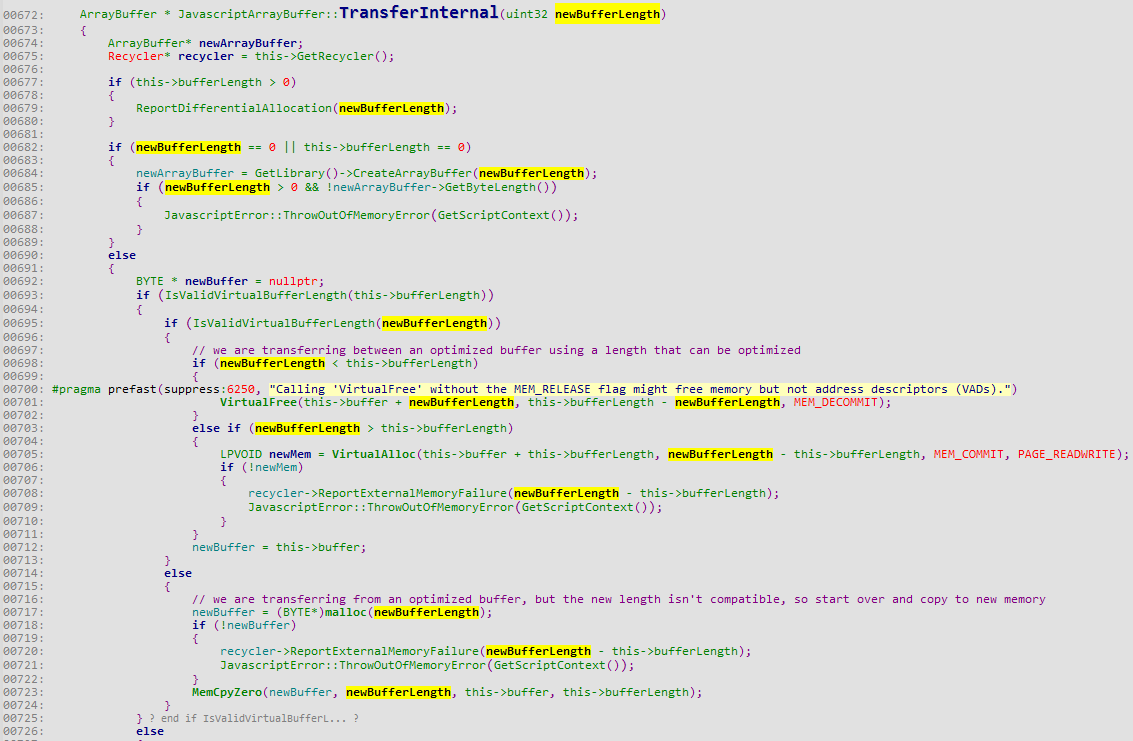 00672: ArrayBuffer * JavascriptArrayBuffer::TransferInternal(uint32 newBufferLength)
00673: {
00674: ArrayBuffer* newArrayBuffer;
00675: Recycler* recycler = this->GetRecycler();
00676:
00677: if (this->bufferLength > 0)
00678: {
00679: ReportDifferentialAllocation(newBufferLength);
00680: }
00681:
00682: if (newBufferLength == 0 || this->bufferLength == 0)
00683: {
00684: newArrayBuffer = GetLibrary()->CreateArrayBuffer(newBufferLength);
00685: if (newBufferLength > 0 && !newArrayBuffer->GetByteLength())
00686: {
00687: JavascriptError::ThrowOutOfMemoryError(GetScriptContext());
00688: }
00689: }
00690: else
00691: {
00692: BYTE * newBuffer = nullptr;
00693: if (IsValidVirtualBufferLength(this->bufferLength))
00694: {
00695: if (IsValidVirtualBufferLength(newBufferLength))
00696: {
00697: // we are transferring between an optimized buffer using a length that can be optimized
00698: if (newBufferLength < this->bufferLength)
00699: {
00700: #pragma prefast(suppress:6250, "Calling 'VirtualFree' without the MEM_RELEASE flag might free memory but not address descriptors (VADs).")
00701: VirtualFree(this->buffer + newBufferLength, this->bufferLength - newBufferLength, MEM_DECOMMIT);
00702: }
00703: else if (newBufferLength > this->bufferLength)
00704: {
00705: LPVOID newMem = VirtualAlloc(this->buffer + this->bufferLength, newBufferLength - this->bufferLength, MEM_COMMIT, PAGE_READWRITE);
00706: if (!newMem)
00707: {
00708: recycler->ReportExternalMemoryFailure(newBufferLength - this->bufferLength);
00709: JavascriptError::ThrowOutOfMemoryError(GetScriptContext());
00710: }
00711: }
00712: newBuffer = this->buffer;
00713: }
00714: else
00715: {
00716: // we are transferring from an optimized buffer, but the new length isn't compatible, so start over and copy to new memory
00717: newBuffer = (BYTE*)malloc(newBufferLength);
00718: if (!newBuffer)
00719: {
00720: recycler->ReportExternalMemoryFailure(newBufferLength - this->bufferLength);
00721: JavascriptError::ThrowOutOfMemoryError(GetScriptContext());
00722: }
00723: MemCpyZero(newBuffer, newBufferLength, this->buffer, this->bufferLength);
00724: }
00725: } ? end if IsValidVirtualBufferL... ?
00726: else